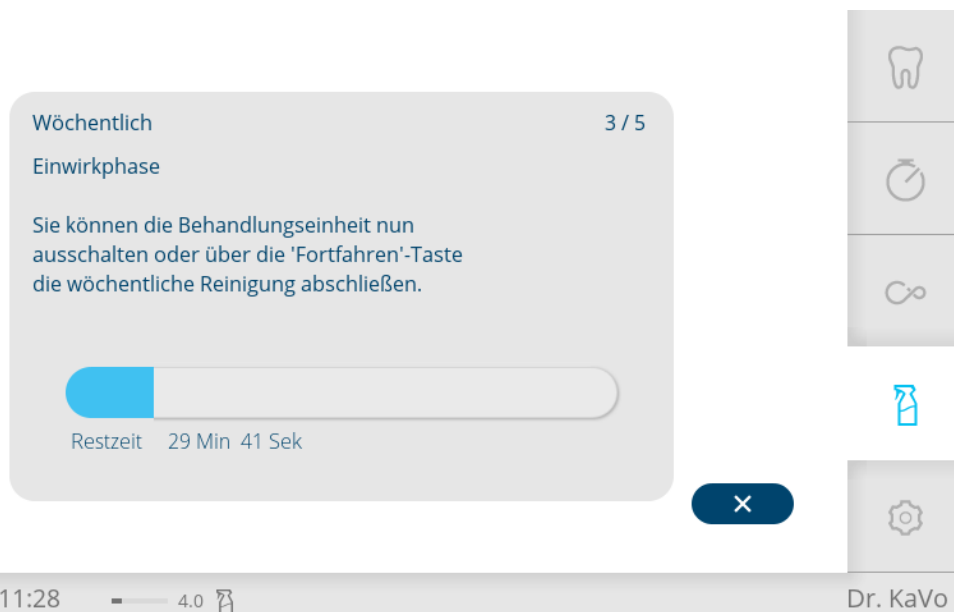 Wöchentlich 3 / 5
Einwirkphase
Sie können die Behandlungseinheit nun
ausschalten oder über die 'Fortfahren'-Taste
die wöchentliche Reinigung abschließen.
Restzeit 29 Min 41 Sek
11:28 4.0 Dr. KaVo